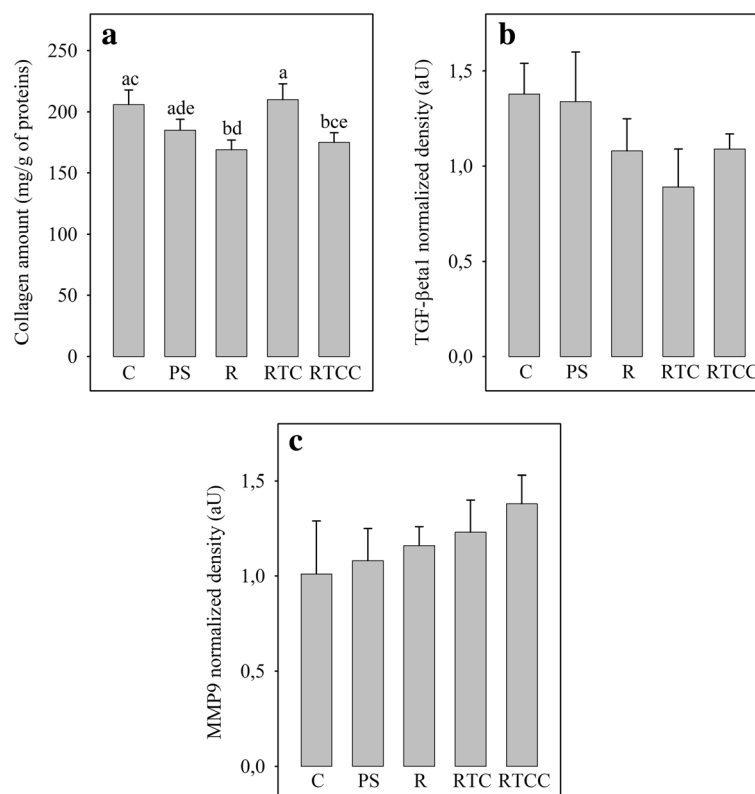 a
Collagen amount (mg/g of proteins)
250
200
150
100
50
0
ac
ade
bd
a
bce
C PS R RTC RTCC
b
TGF-βeta1 normalized density (aU)
1,5
1,0
0,5
0,0
C PS R RTC RTCC
c
MMP9 normalized density (aU)
1,5
1,0
0,5
0,0
C PS R RTC RTCC